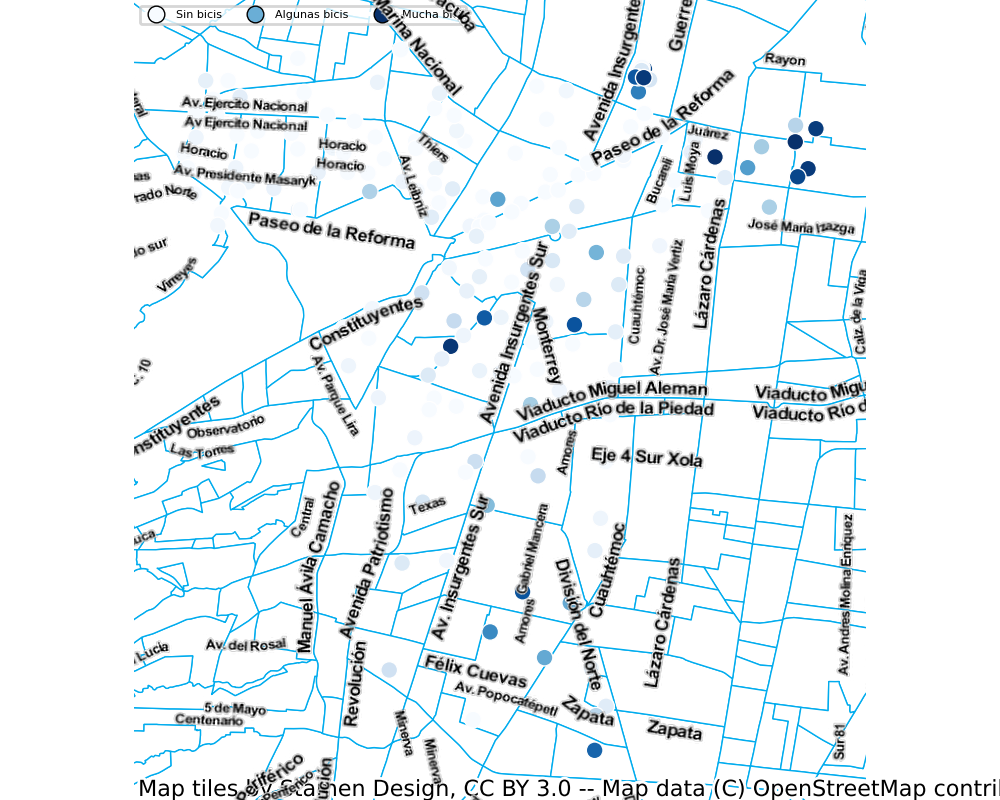 Sin bicis
Algunas bicis
Mucha bi
Marina Nacional
Avenida Insurgente
Guerre
Rayon
Av. Ejercito Nacional
Av Ejercito Nacional
Horacio
Horacio
Horacio
Thiers
Paseo de la Reforma
Juárez
Av. Presidente Masaryk
Av. Leibniz
Bucareli
Luis Moya
rado Norte
Paseo de la Reforma
José María Izazga
Lázaro Cárdenas
Virreyes
Constituyentes
Avenida Insurgentes Sur
Monterrey
Cuauhtémoc
Av. Dr. José María Vertiz
Calz. de la Viga
Av. Parque Lira
Viaducto Miguel Aleman
Viaducto Migu
Viaducto Río de la Piedad
Viaducto Río d
nstituyentes
Observatorio
Las Torres
Amores
Eje 4 Sur Xola
Central
Manuel Ávila Camacho
Avenida Patriotismo
Texas
Av. Insurgentes Sur
Gabriel Mancera
Amores
División del Norte
Cuauhtémoc
Lázaro Cárdenas
Av. Andres Molina Enriquez
Lucia
Av. del Rosal
Revolución
Félix Cuevas
Av. Popocatépetl
Zapata
Zapata
5 de Mayo
Centenario
Minerva
Minerva
Sur 81
Periférico
Periférico
ución
Map tiles by Stamen Design, CC BY 3.0 -- Map data (C) OpenStreetMap contri